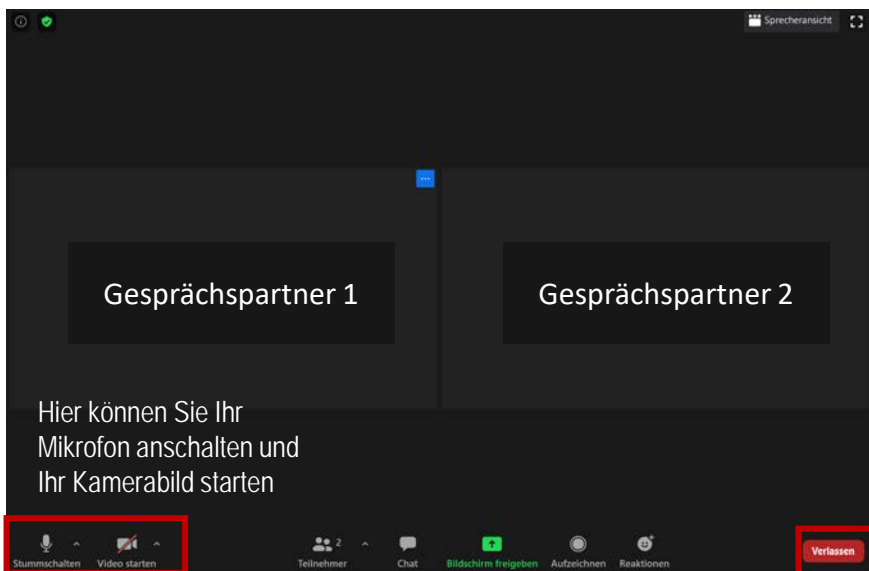 Sprecheransicht
Gesprächspartner 1
Gesprächspartner 2
Hier können Sie Ihr
Mikrofon anschalten und
Ihr Kamerabild starten
2
Stummschalten Video starten Teilnehmer Chat Bildschirm freigeben Aufzeichnen Reaktionen Verlassen